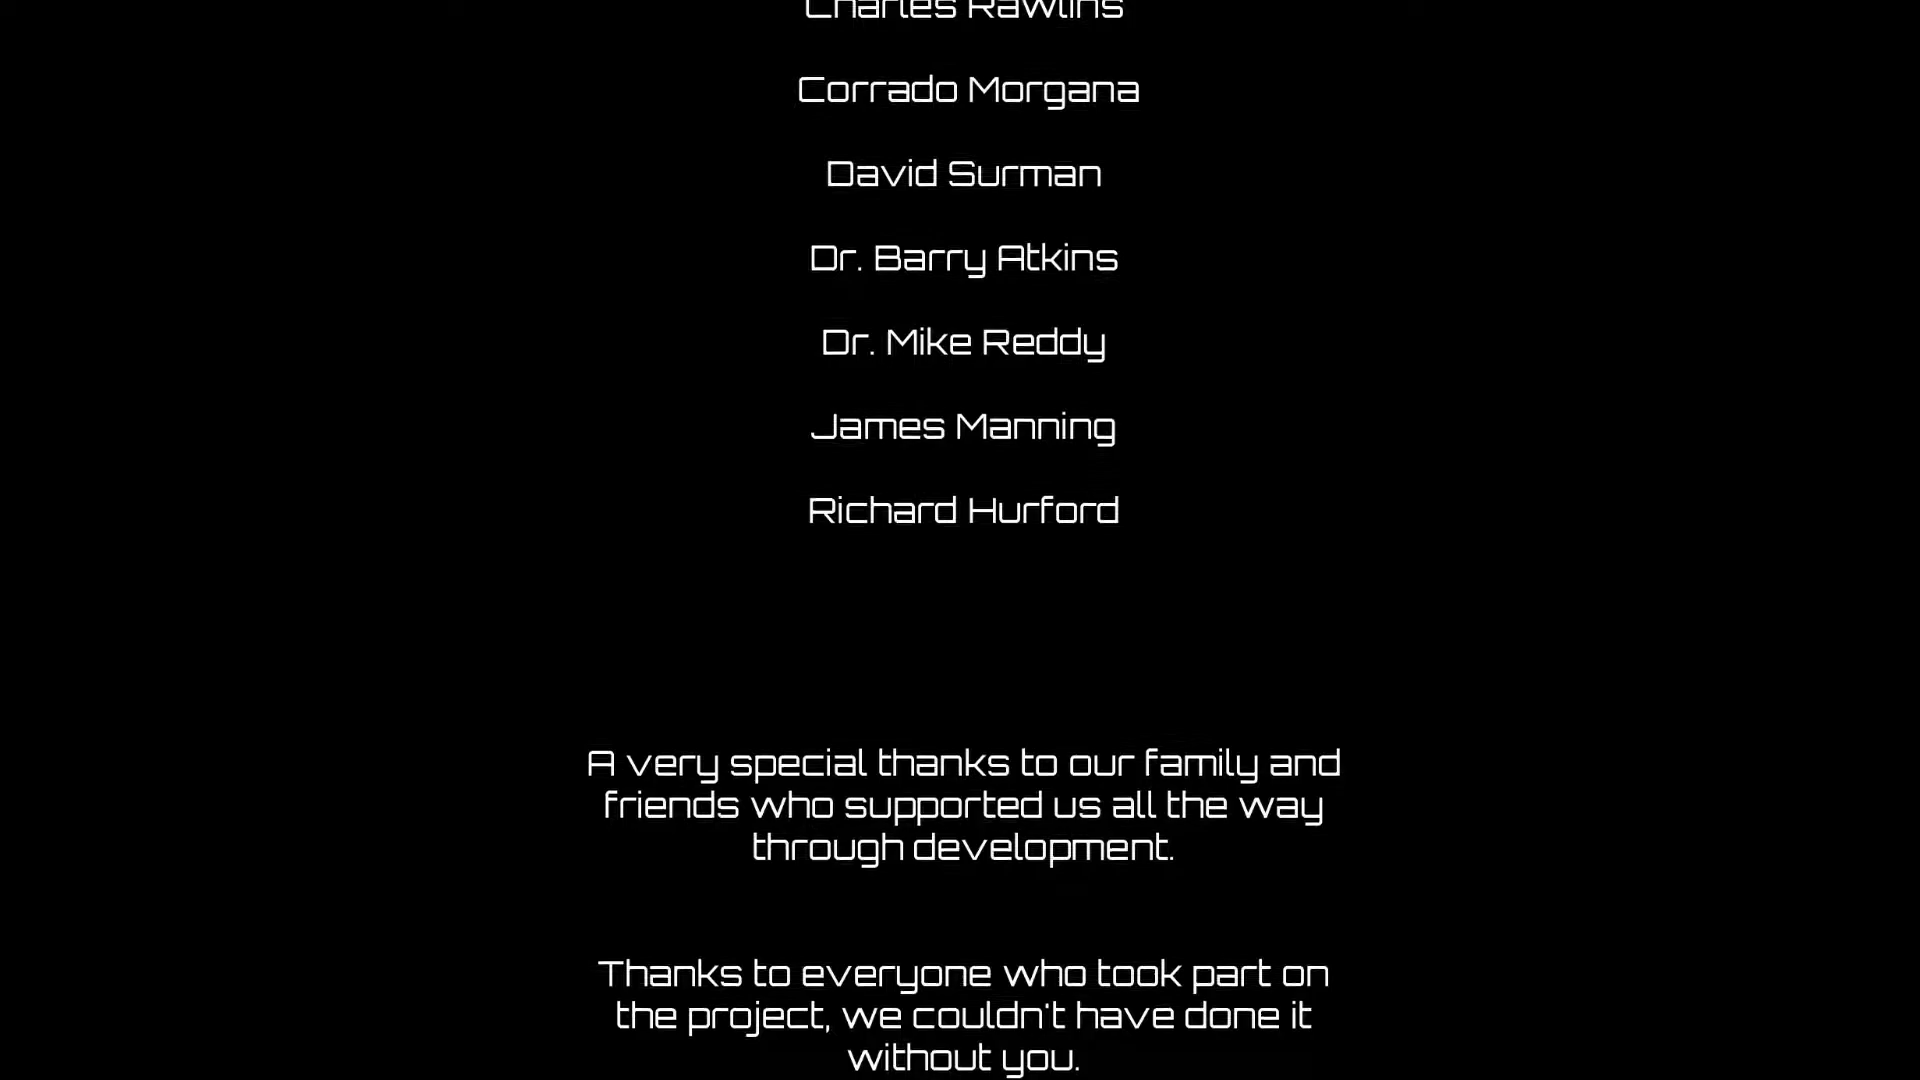 Charles Rawlins
Corrado Morgana
David Surman
Dr. Barry Atkins
Dr. Mike Reddy
James Manning
Richard Hurford
A very special thanks to our family and
friends who supported us all the way
through development.
Thanks to everyone who took part on
the project, we couldn't have done it
without you.